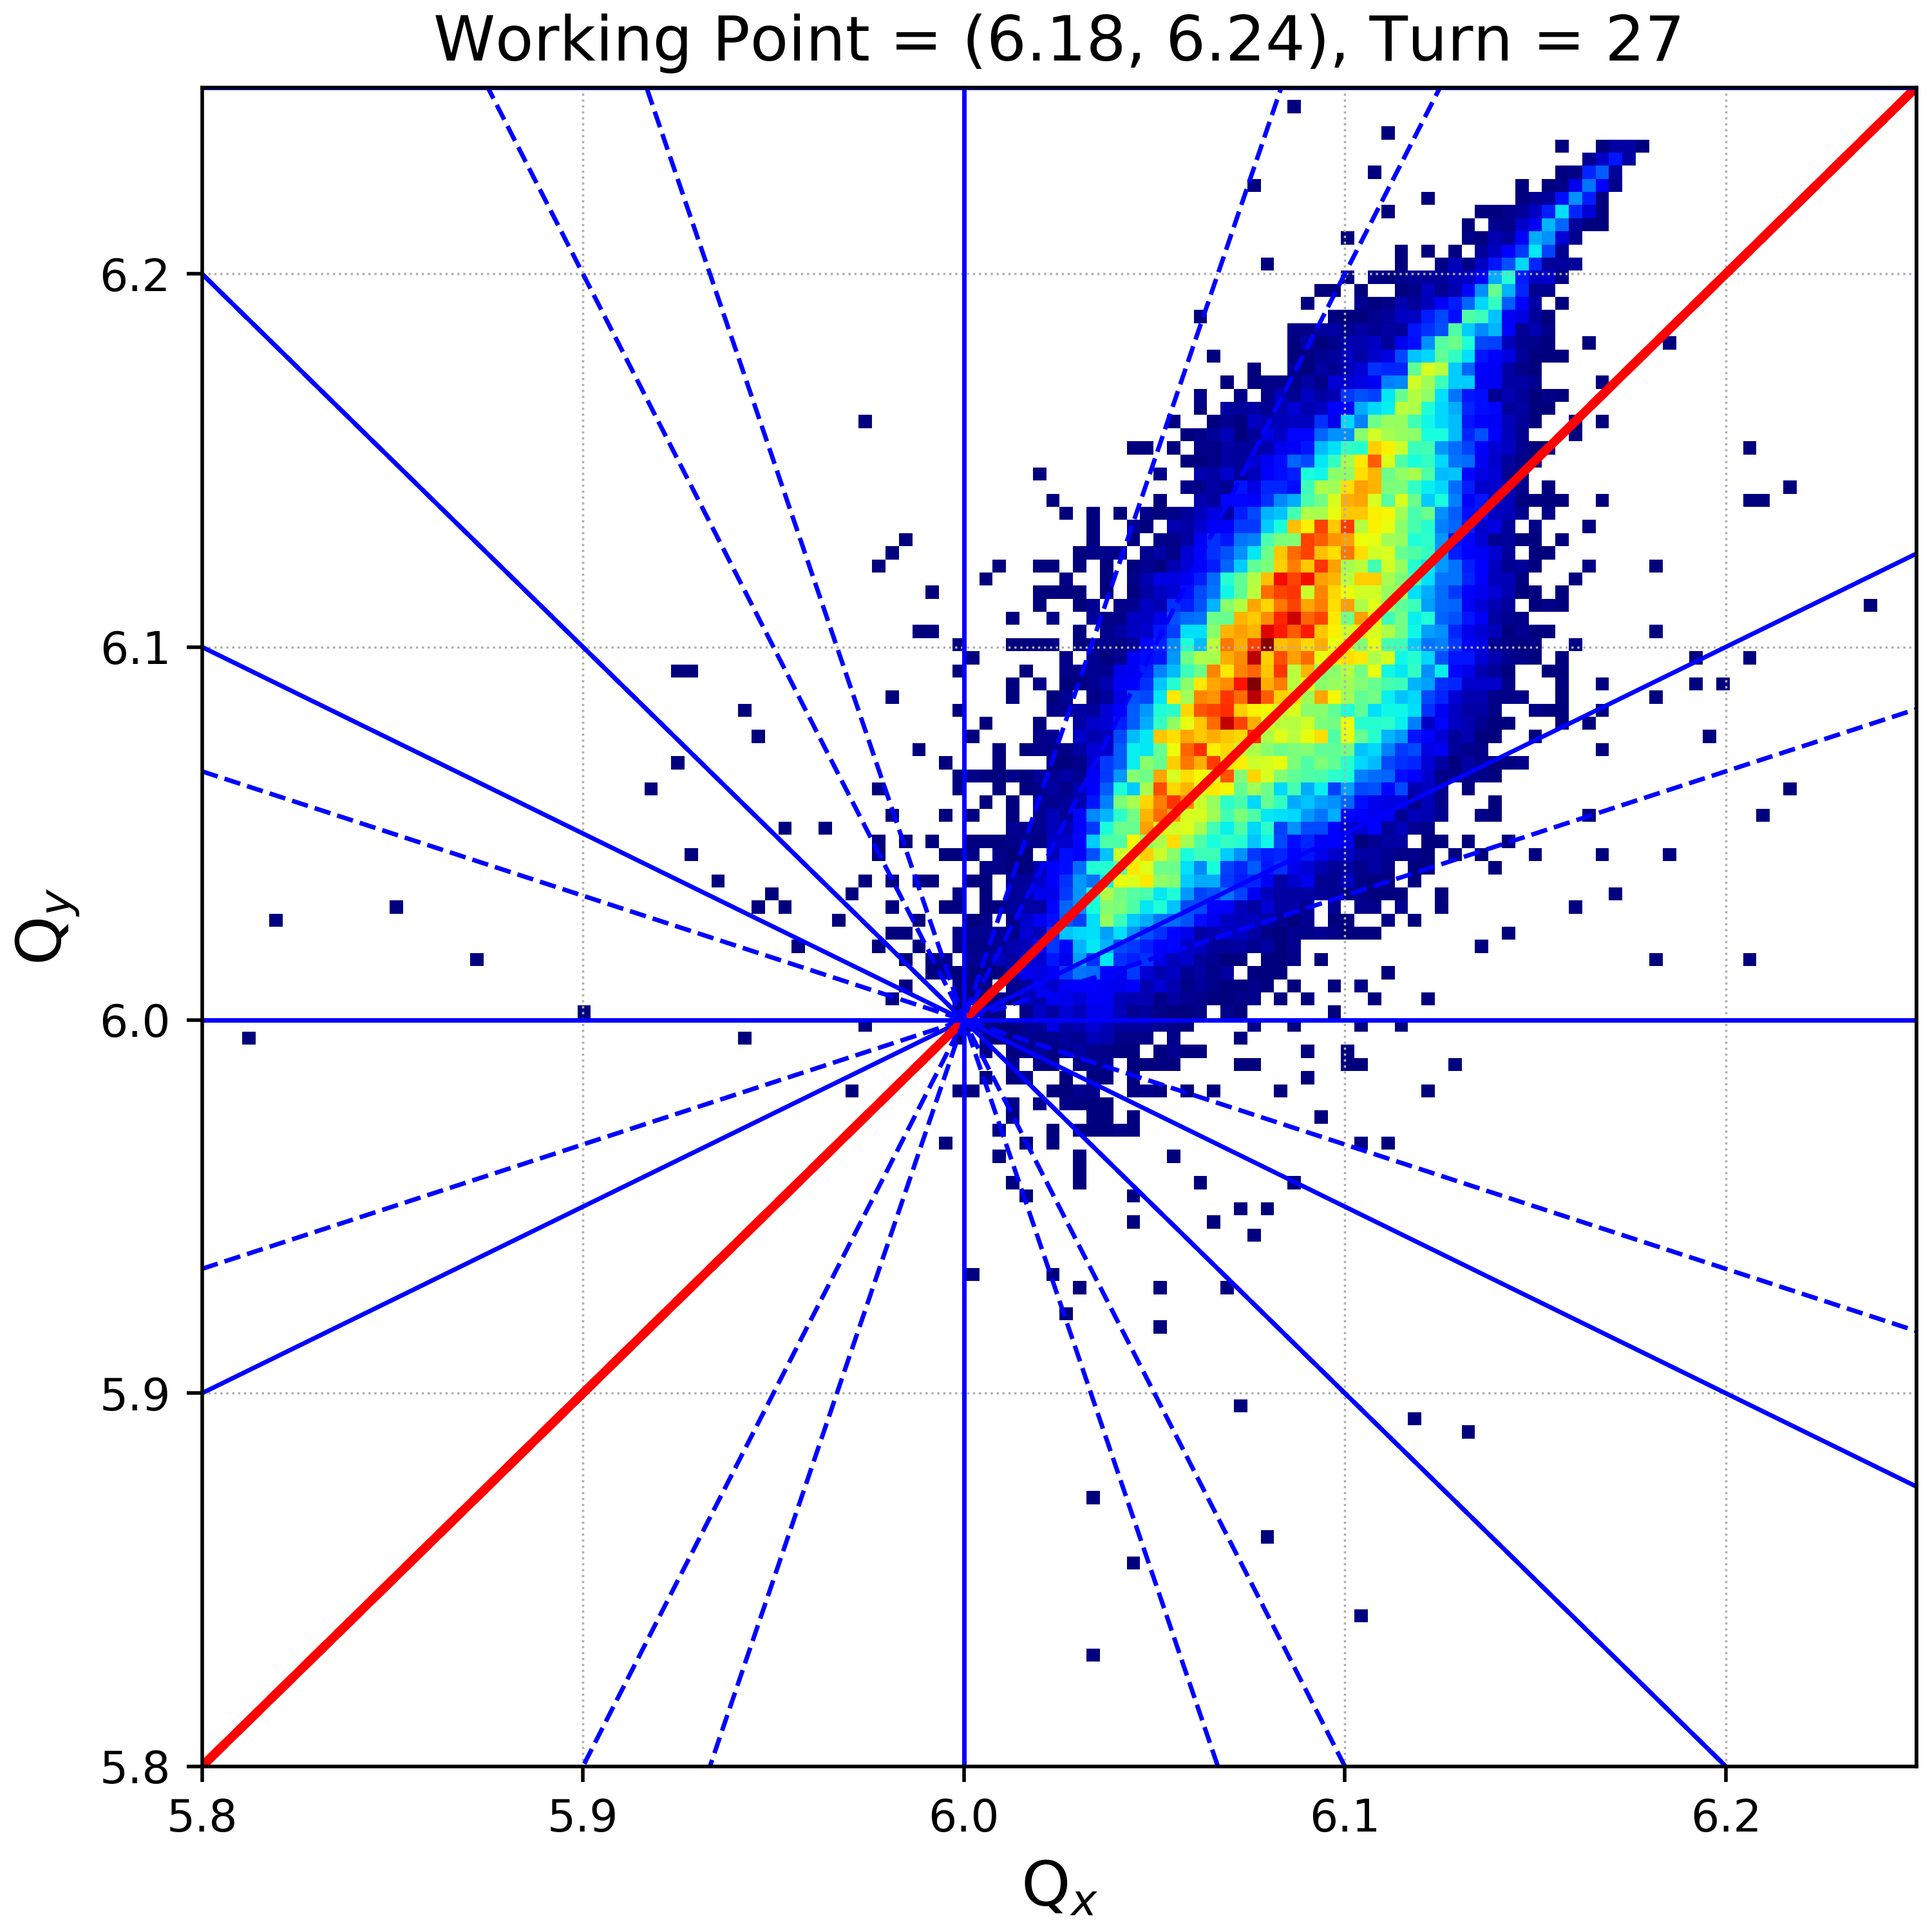 Working Point = (6.18, 6.24), Turn = 27
6.2
6.1
6.0
5.9
5.8
Qy
5.8 5.9 6.0 6.1 6.2
Qx